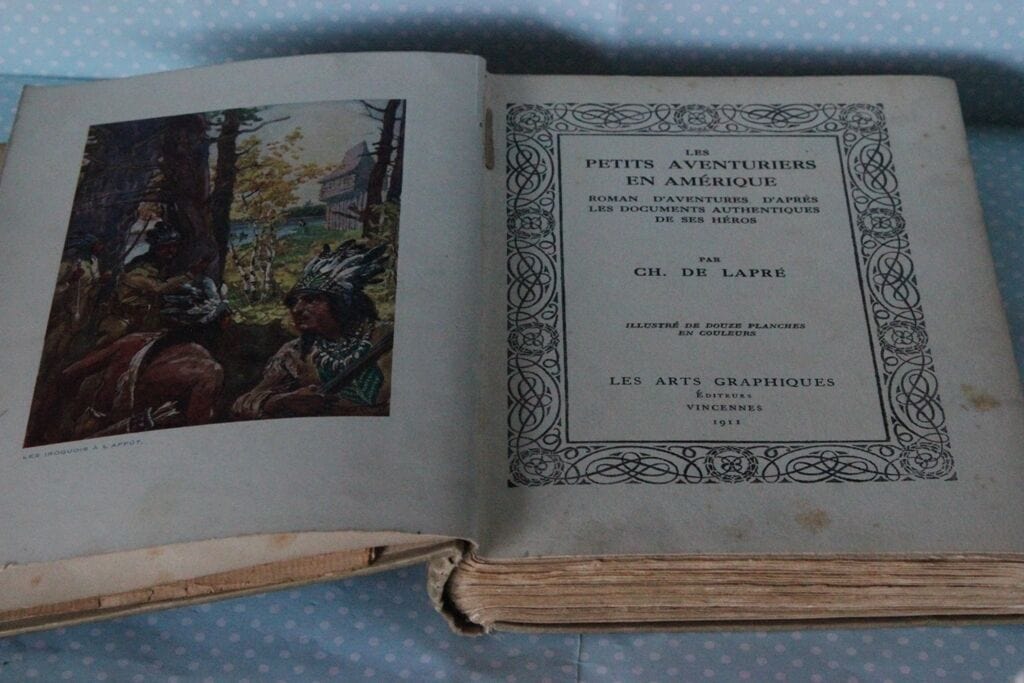 LES IROQUOIS À L'AFFÛT.
LES
PETITS AVENTURIERS
EN AMÉRIQUE
ROMAN D'AVENTURES D'APRÈS
LES DOCUMENTS AUTHENTIQUES
DE SES HÉROS
PAR
CH. DE LAPRÉ
ILLUSTRÉ DE DOUZE PLANCHES
EN COULEURS
LES ARTS GRAPHIQUES
ÉDITEURS
VINCENNES
1911